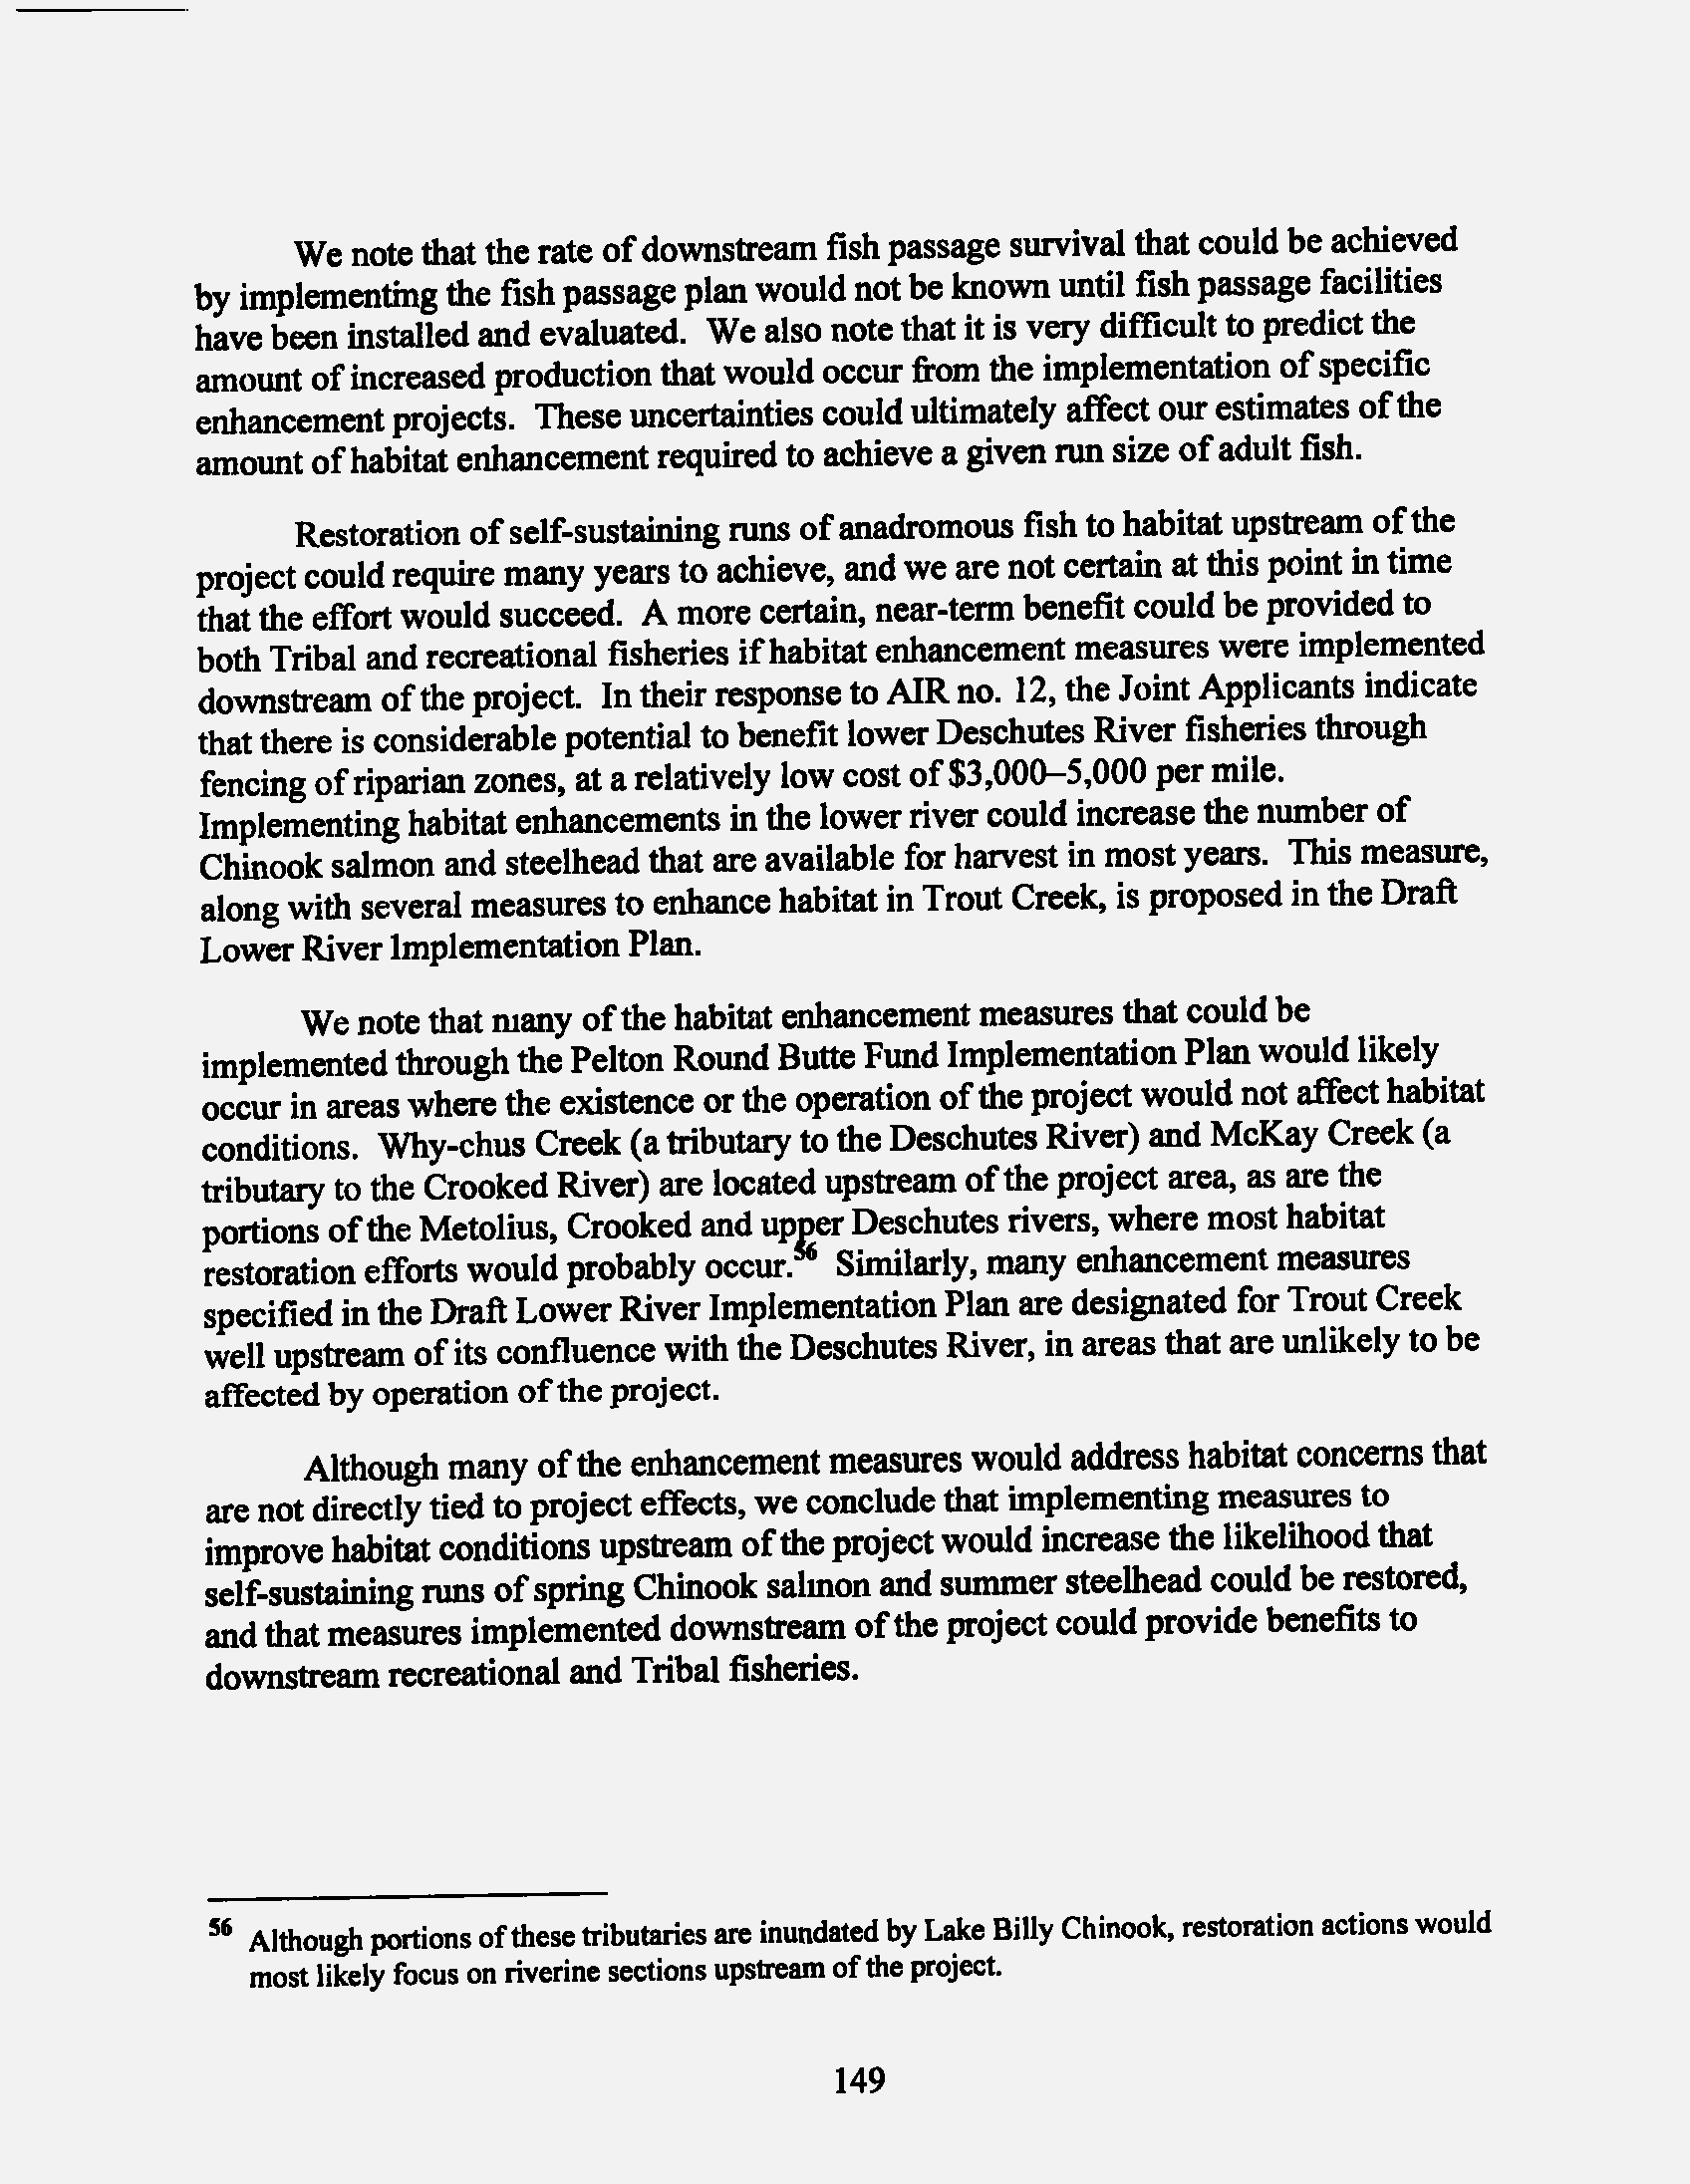 We note that the rate of downstream fish passage survival that could be achieved
by implementing the fish passage plan would not be known until fish passage facilities
have been installed and evaluated. We also note that it is very difficult to predict the
amount of increased production that would occur from the implementation of specific
enhancement projects. These uncertainties could ultimately affect our estimates of the
amount of habitat enhancement required to achieve a given run size of adult fish.
Restoration of self-sustaining runs of anadromous fish to habitat upstream of the
project could require many years to achieve, and we are not certain at this point in time
that the effort would succeed. A more certain, near-term benefit could be provided to
both Tribal and recreational fisheries if habitat enhancement measures were implemented
downstream of the project. In their response to AIR no. 12, the Joint Applicants indicate
that there is considerable potential to benefit lower Deschutes River fisheries through
fencing of riparian zones, at a relatively low cost of $3,000–5,000 per mile.
Implementing habitat enhancements in the lower river could increase the number of
Chinook salmon and steelhead that are available for harvest in most years. This measure,
along with several measures to enhance habitat in Trout Creek, is proposed in the Draft
Lower River Implementation Plan.
We note that many of the habitat enhancement measures that could be
implemented through the Pelton Round Butte Fund Implementation Plan would likely
occur in areas where the existence or the operation of the project would not affect habitat
conditions. Why-chus Creek (a tributary to the Deschutes River) and McKay Creek (a
tributary to the Crooked River) are located upstream of the project area, as are the
portions of the Metolius, Crooked and upper Deschutes rivers, where most habitat
restoration efforts would probably occur.56 Similarly, many enhancement measures
specified in the Draft Lower River Implementation Plan are designated for Trout Creek
well upstream of its confluence with the Deschutes River, in areas that are unlikely to be
affected by operation of the project.
Although many of the enhancement measures would address habitat concerns that
are not directly tied to project effects, we conclude that implementing measures to
improve habitat conditions upstream of the project would increase the likelihood that
self-sustaining runs of spring Chinook salmon and summer steelhead could be restored,
and that measures implemented downstream of the project could provide benefits to
downstream recreational and Tribal fisheries.
56 Although portions of these tributaries are inundated by Lake Billy Chinook, restoration actions would
most likely focus on riverine sections upstream of the project.
149